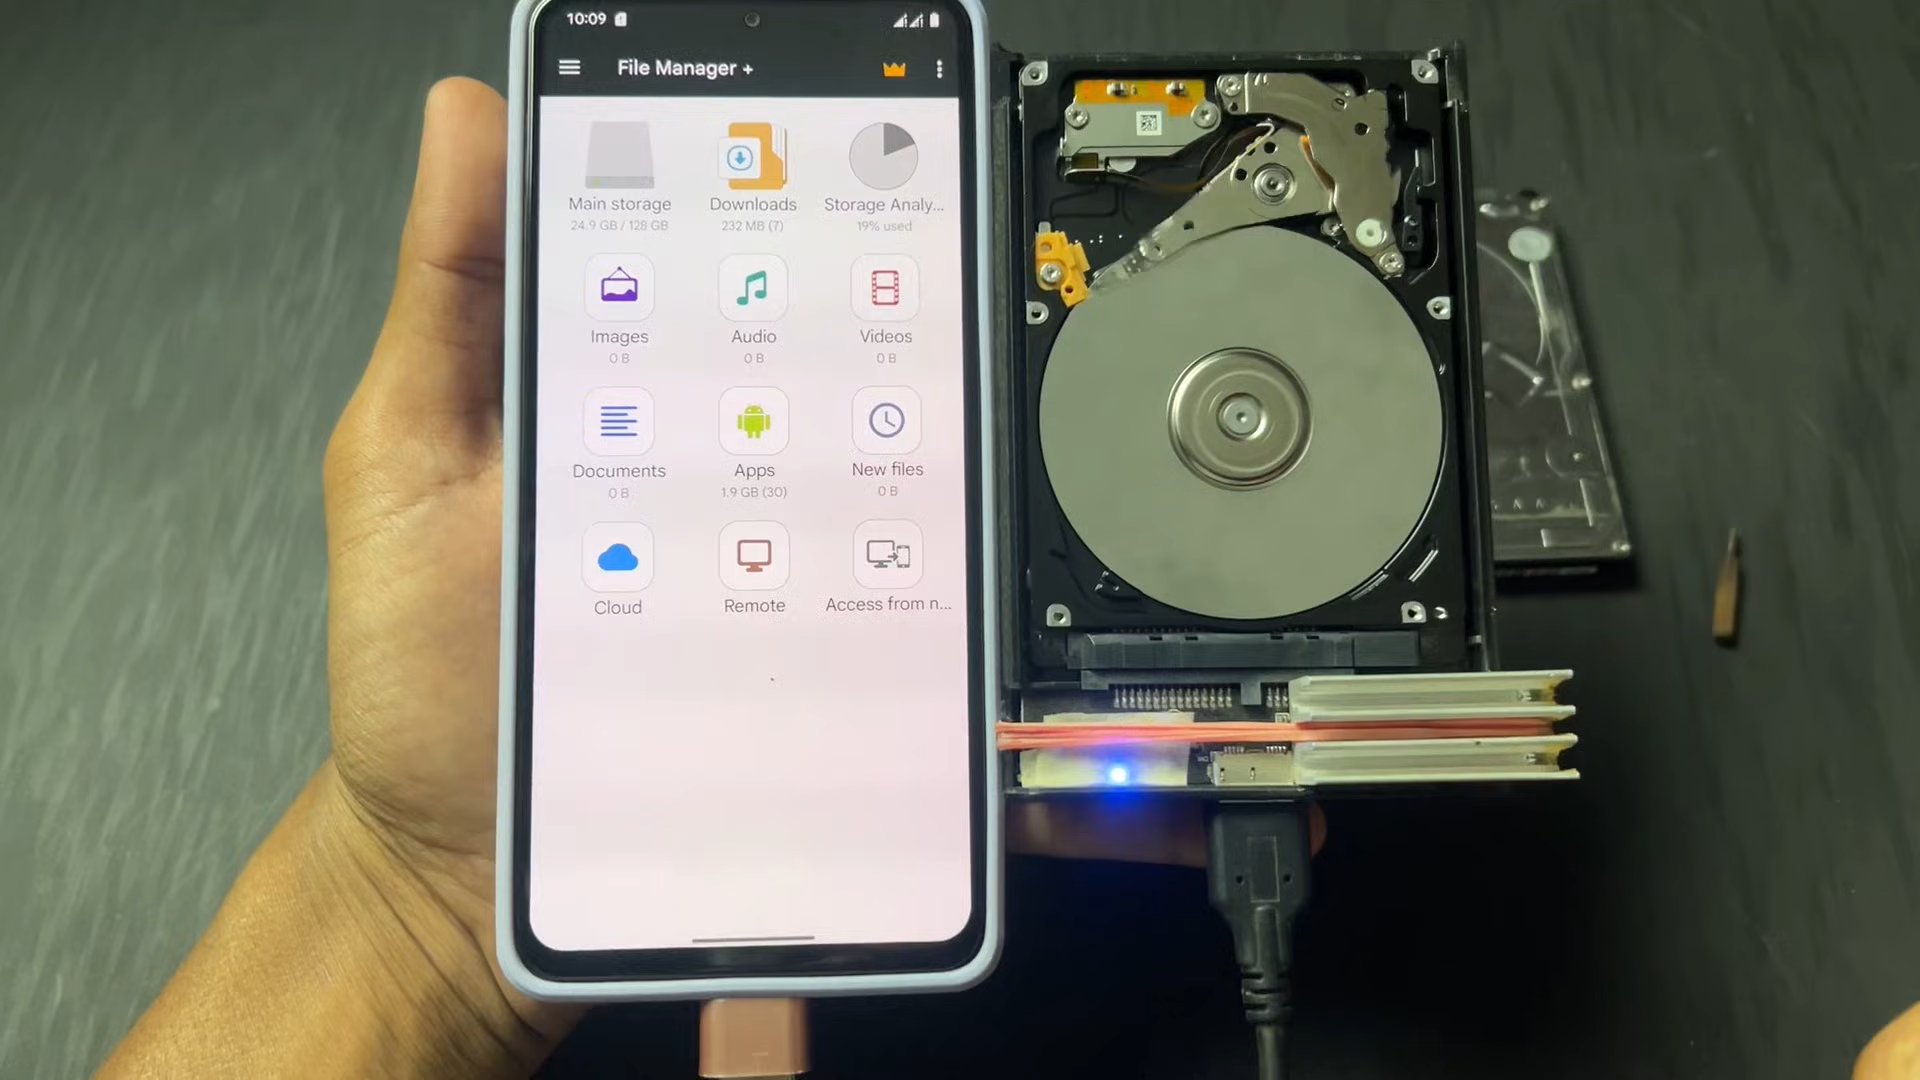 10:09
File Manager +
Main storage
24.9 GB / 128 GB
Downloads
232 MB (7)
Storage Analy...
19% used
Images
0 B
Audio
0 B
Videos
0 B
Documents
0 B
Apps
1.9 GB (30)
New files
0 B
Cloud
Remote
Access from n...